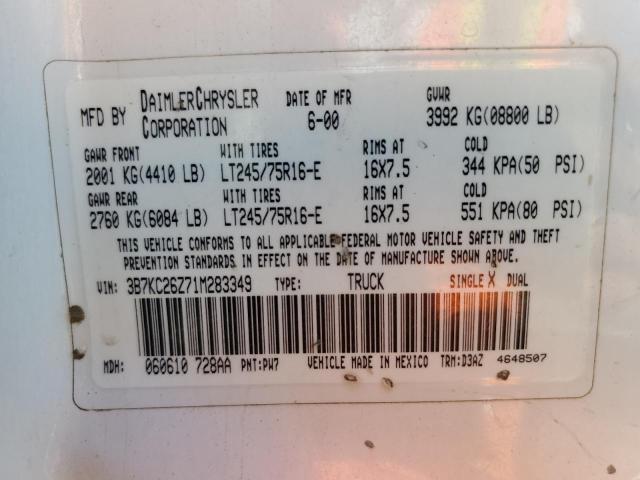 MFD BY DAIMLERCHRYSLER CORPORATION DATE OF MFR 6-00 GVWR 3992 KG(08800 LB)
GAWR FRONT WITH TIRES RIMS AT COLD
2001 KG(4410 LB) LT245/75R16-E 16X7.5 344 KPA(50 PSI)
GAWR REAR WITH TIRES RIMS AT COLD
2760 KG(6084 LB) LT245/75R16-E 16X7.5 551 KPA(80 PSI)
THIS VEHICLE CONFORMS TO ALL APPLICABLE FEDERAL MOTOR VEHICLE SAFETY AND THEFT
PREVENTION STANDARDS IN EFFECT ON THE DATE OF MANUFACTURE SHOWN ABOVE.
VIN: 3B7KC26Z71M283349 TYPE: TRUCK SINGLE X DUAL
MDH: 060610 728AA PNT:PW7 VEHICLE MADE IN MEXICO TRM:D3AZ 4648507